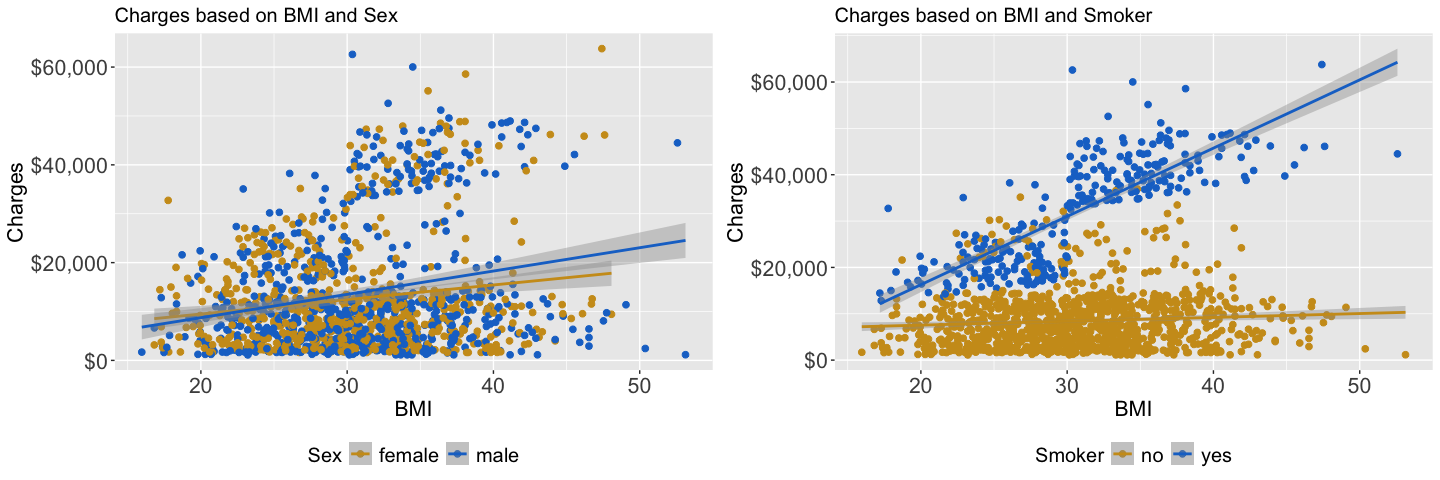 Charges based on BMI and Sex
Charges
$60,000
$40,000
$20,000
$0
20 30 40 50
BMI
Sex female male
Charges based on BMI and Smoker
Charges
$60,000
$40,000
$20,000
$0
20 30 40 50
BMI
Smoker no yes